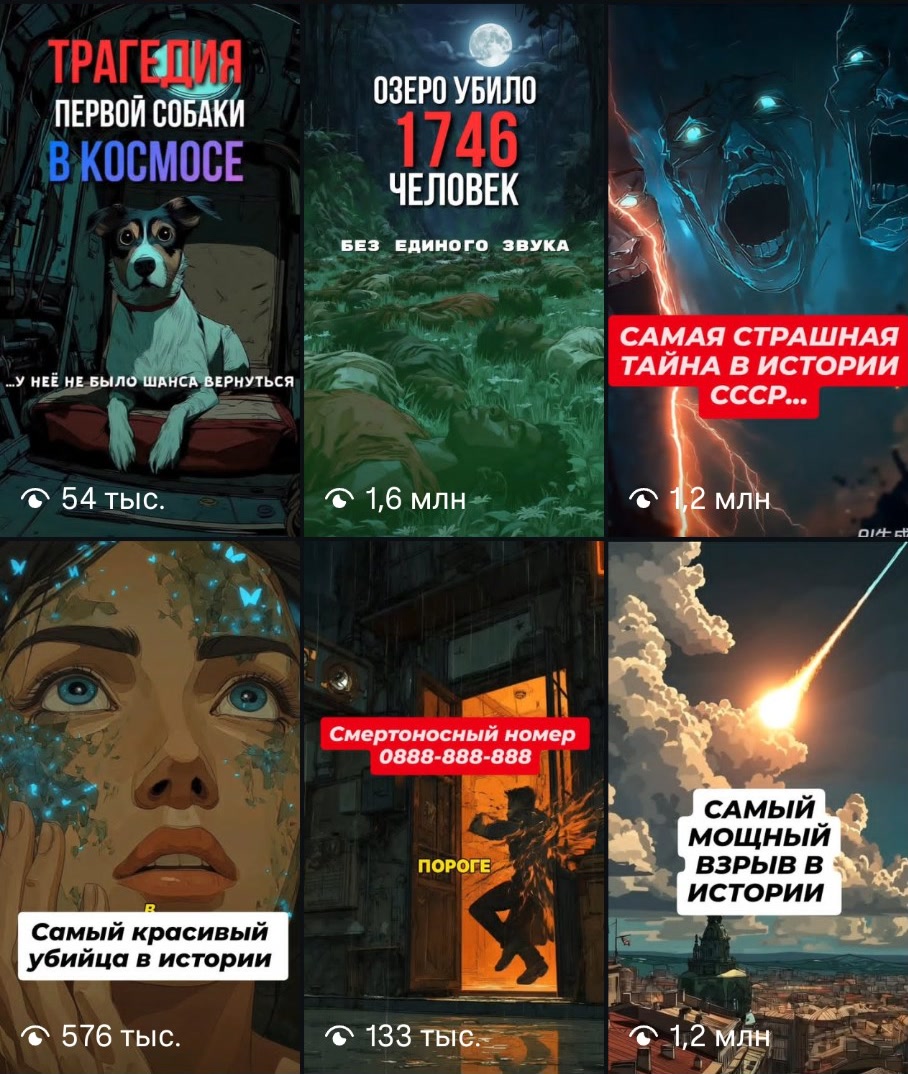 ТРАГЕДИЯ
ПЕРВОЙ СОБАКИ
В КОСМОСЕ
...У НЕЁ НЕ БЫЛО ШАНСА ВЕРНУТЬСЯ
54 тыс.
ОЗЕРО УБИЛО
1746
ЧЕЛОВЕК
БЕЗ ЕДИНОГО ЗВУКА
1,6 млн
САМАЯ СТРАШНАЯ
ТАЙНА В ИСТОРИИ
СССР...
1,2 млн
В
Самый красивый
убийца в истории
576 тыс.
Смертоносный номер
0888-888-888
ПОРОГЕ
133 тыс.
САМЫЙ
МОЩНЫЙ
ВЗРЫВ В
ИСТОРИИ
1,2 млн